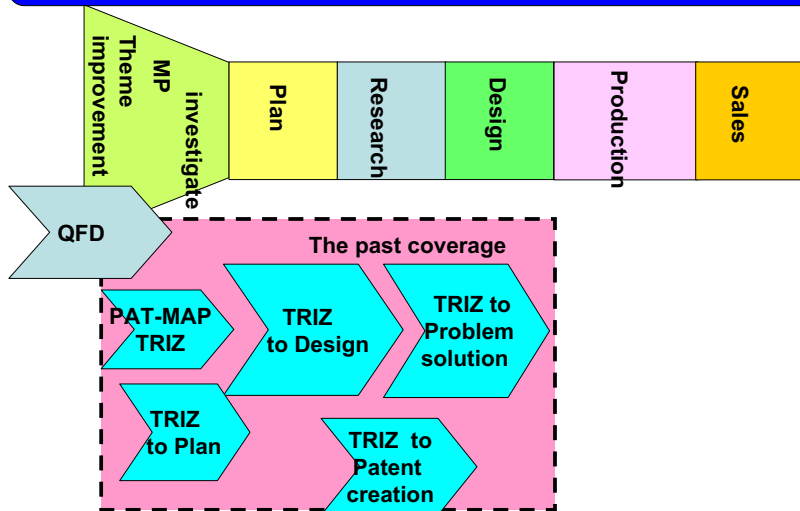 Theme
improvement
MP
investigate
Plan
Research
Design
Production
Sales
QFD
The past coverage
PAT-MAP
TRIZ
TRIZ
to Design
TRIZ to
Problem
solution
TRIZ
to Plan
TRIZ to
Patent
creation